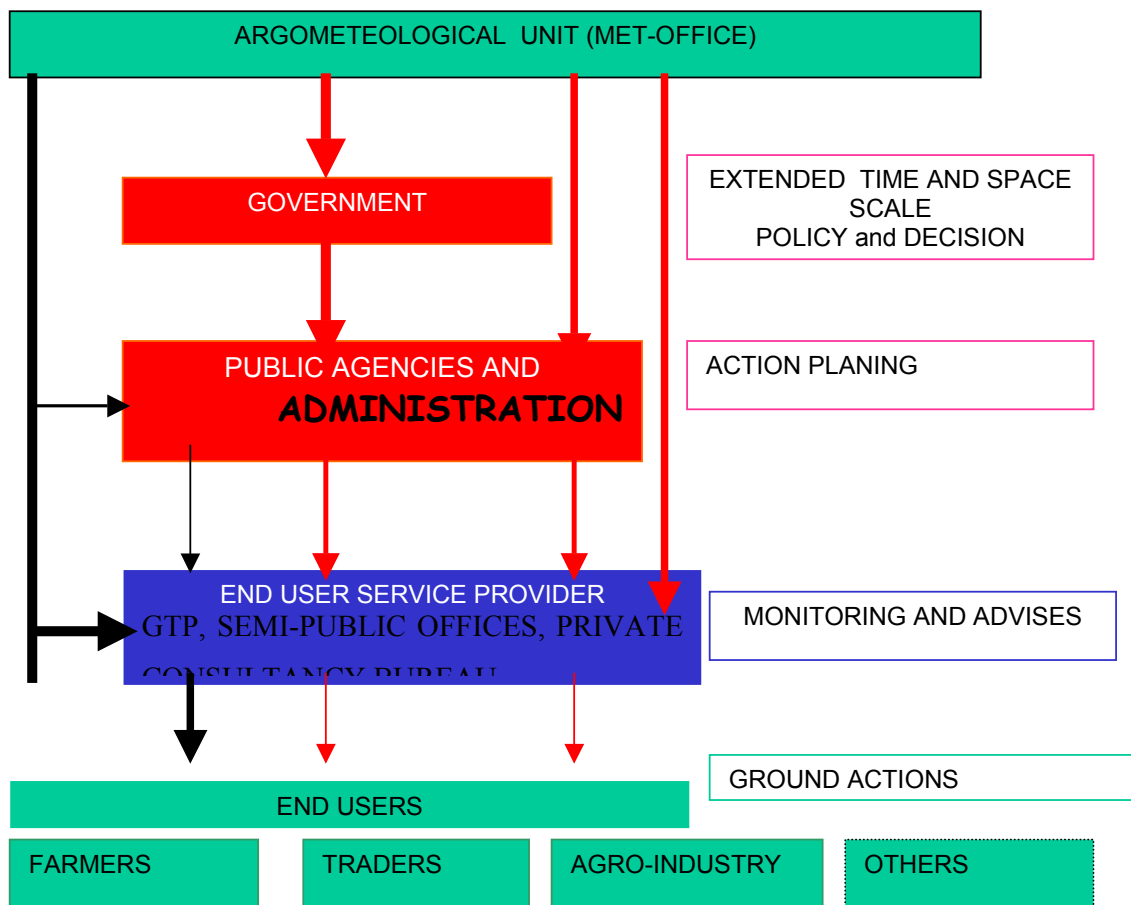 ARGOMETEOLOGICAL UNIT (MET-OFFICE)
GOVERNMENT
EXTENDED TIME AND SPACE
SCALE
POLICY and DECISION
PUBLIC AGENCIES AND
ADMINISTRATION
ACTION PLANING
END USER SERVICE PROVIDER
GTP, SEMI-PUBLIC OFFICES, PRIVATE
CONSULTANCY BUREAU
MONITORING AND ADVISES
GROUND ACTIONS
END USERS
FARMERS
TRADERS
AGRO-INDUSTRY
OTHERS